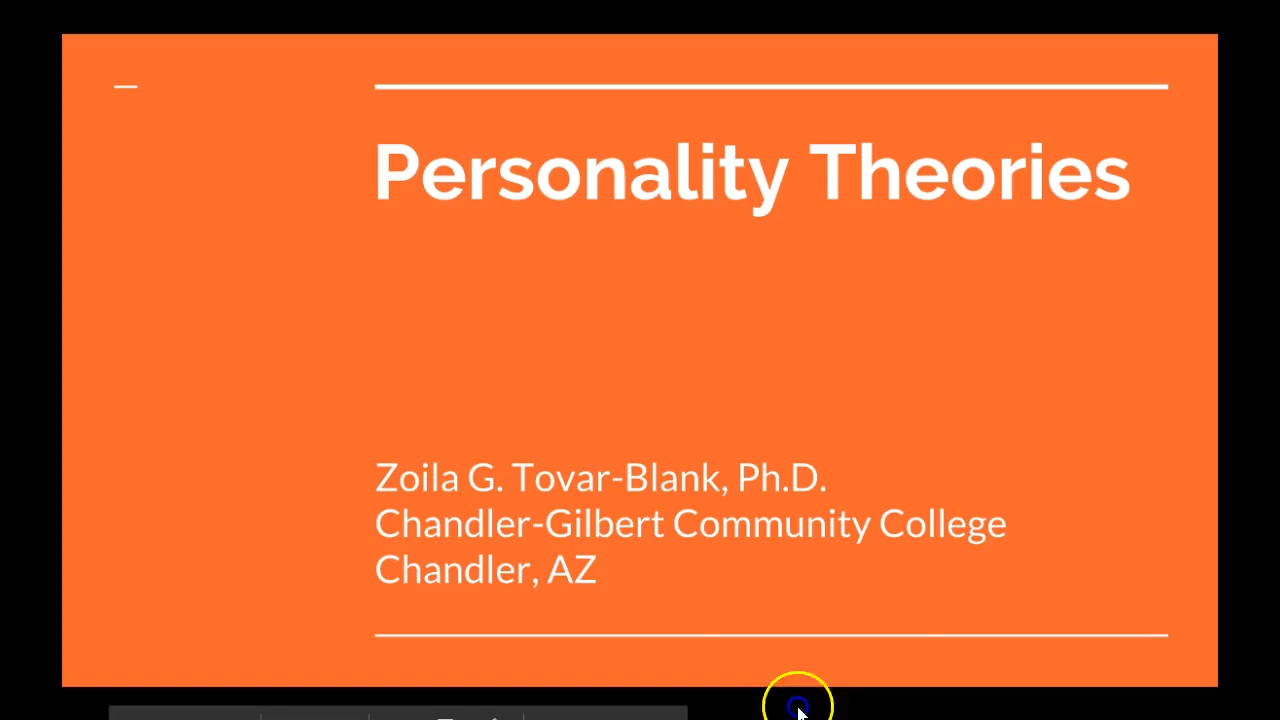 Personality Theories
Zoila G. Tovar-Blank, Ph.D.
Chandler-Gilbert Community College
Chandler, AZ